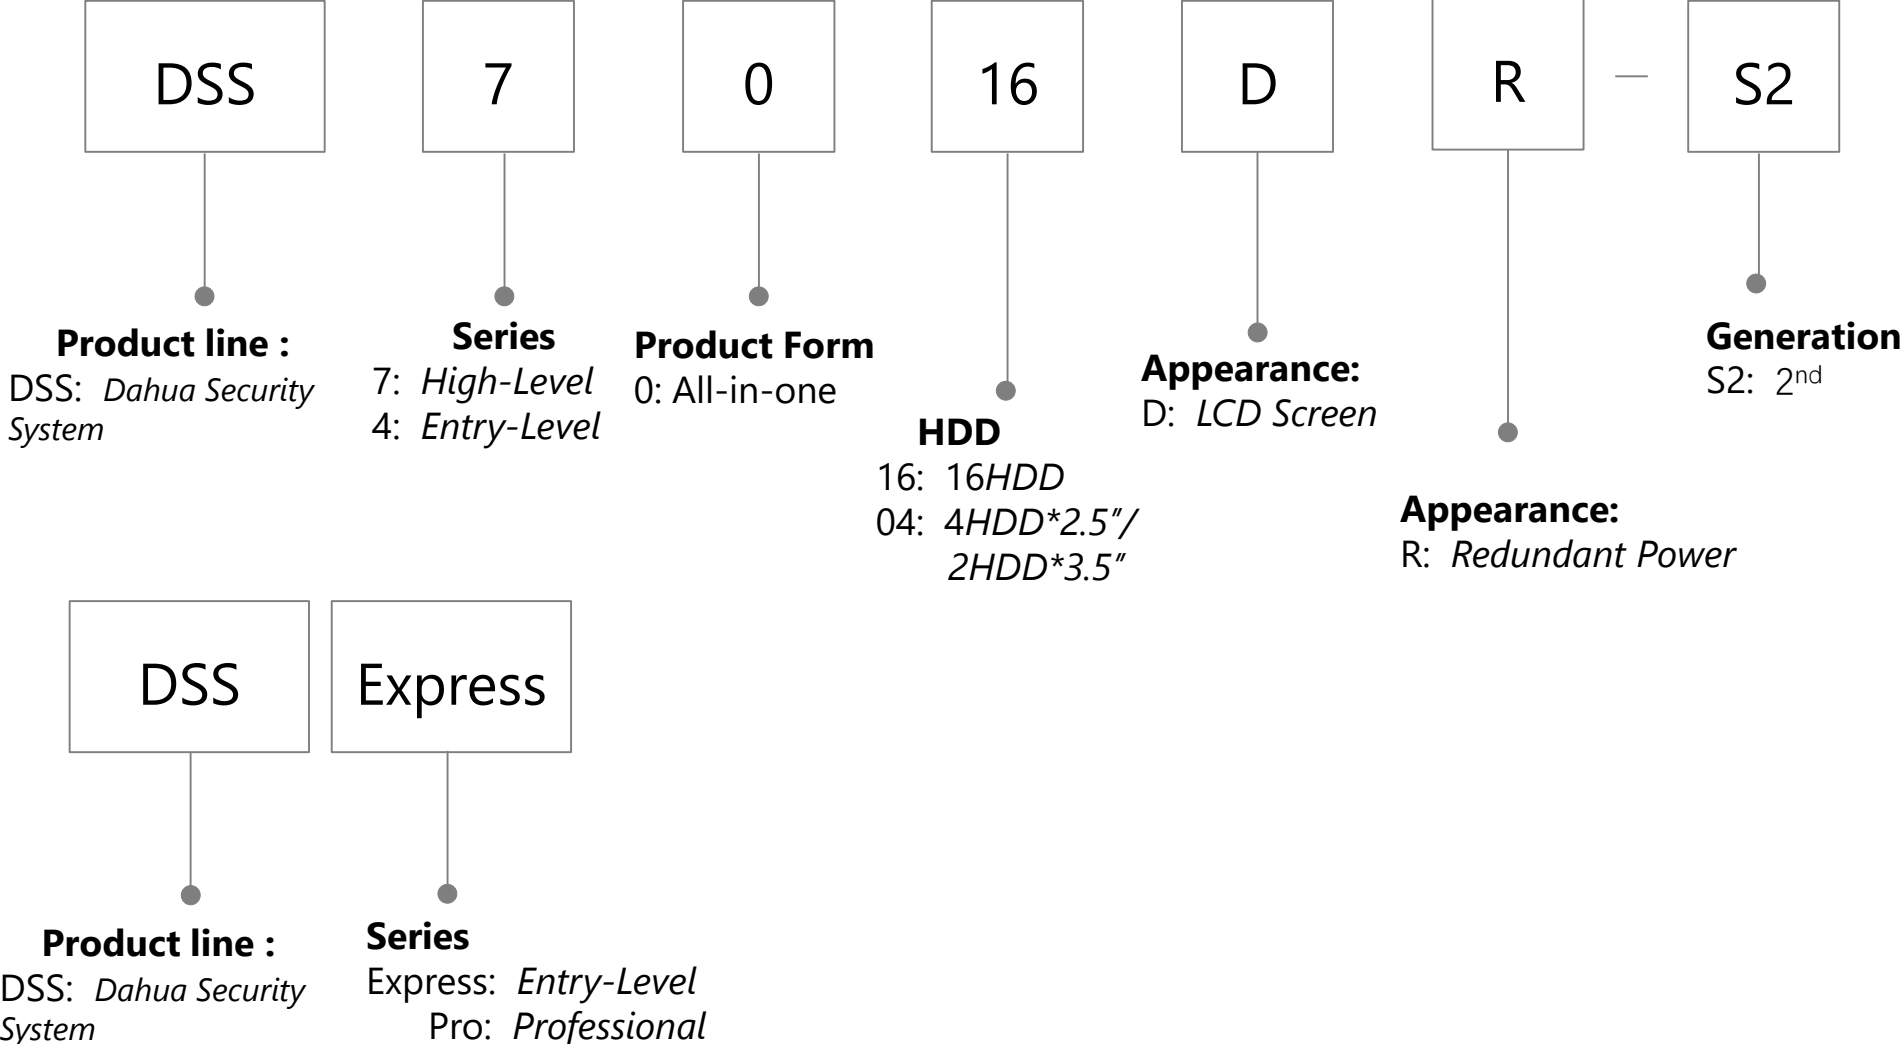 DSS 7 0 16 D R – S2
Product line :
DSS: Dahua Security
System
Series
7: High-Level
4: Entry-Level
Product Form
0: All-in-one
HDD
16: 16HDD
04: 4HDD*2.5"/
2HDD*3.5"
Appearance:
D: LCD Screen
Appearance:
R: Redundant Power
Generation
S2: 2nd
DSS Express
Product line :
DSS: Dahua Security
System
Series
Express: Entry-Level
Pro: Professional